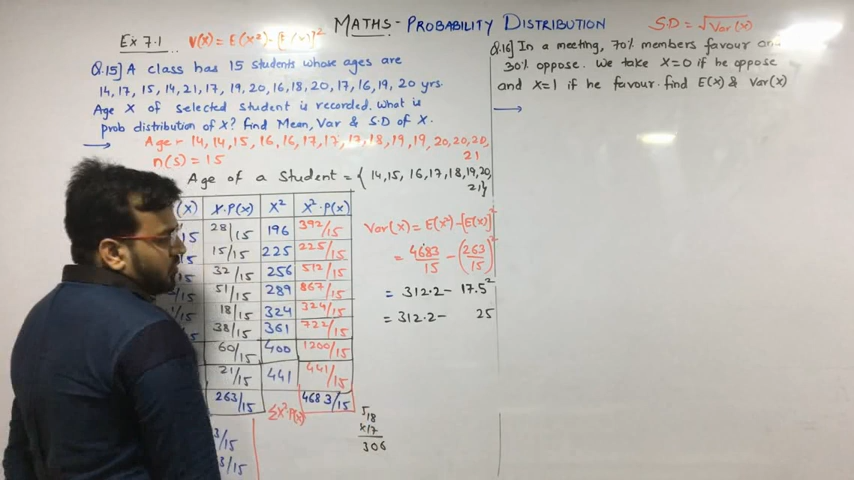 MATHS - PROBABILITY DISTRIBUTION
S.D = √Var(x)
Ex 7.1
V(x) = E(x²) - [E(x)]²
Q.15] A class has 15 students whose ages are
14, 17, 15, 14, 21, 17, 19, 20, 16, 18, 20, 17, 16, 19, 20 yrs.
Age X of selected student is recorded. What is
prob distribution of X? find Mean, Var & S.D of X.
Age = 14, 14, 15, 16, 16, 17, 17, 17, 18, 19, 19, 20, 20, 20,
21
n(s) = 15
Age of a Student = { 14, 15, 16, 17, 18, 19, 20,
21}
(x) X.P(x) X² X².P(x)
/15 28/15 196 392/15
/15 15/15 225 225/15
32/15 256 512/15
51/15 289 867/15
18/15 324 324/15
38/15 361 722/15
60/15 400 1200/15
21/15 441 441/15
263/15 4683/15
Σx².P(x)
3/15
3/15
Var(x) = E(x²) - [E(x)]²
= 4683/15 - (263/15)²
= 312.2 - 17.5²
= 312.2 - 25
518
x17
306
Q.16] In a meeting, 70% members favour
30% oppose. We take X=0 if he oppose
and X=1 if he favour. find E(x) & Var(x)